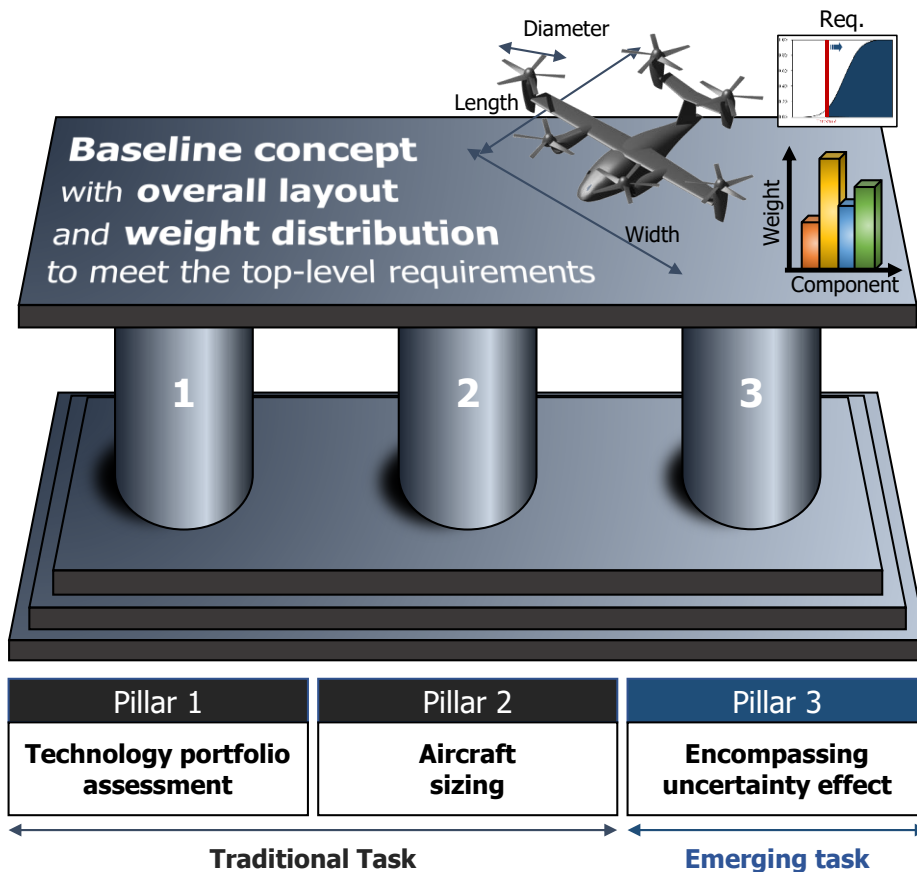 Req.
Diameter
Length
Baseline concept
with overall layout
and weight distribution
to meet the top-level requirements
Width
Weight
Component
1
2
3
Pillar 1
Pillar 2
Pillar 3
Technology portfolio
assessment
Aircraft
sizing
Encompassing
uncertainty effect
Traditional Task
Emerging task